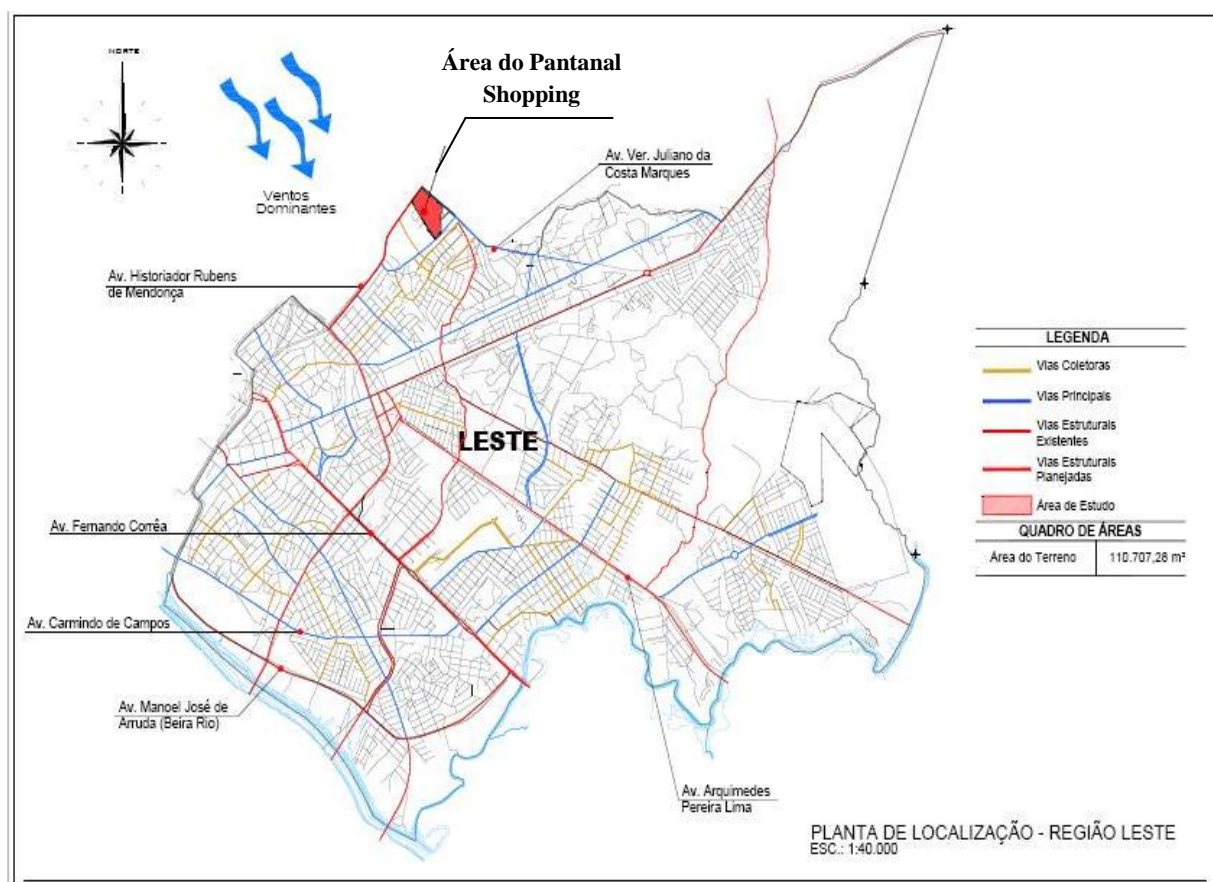 NORTE
Área do Pantanal
Shopping
Ventos
Dominantes
Av. Ver. Juliano da
Costa Marques
Av. Historiador Rubens
de Mendonça
LEGENDA
Vias Coletoras
Vias Principais
Vias Estruturais
Existentes
Vias Estruturais
Planejadas
Área de Estudo
QUADRO DE ÁREAS
Área do Terreno 110.707,28 m²
LESTE
Av. Fernando Corrêa
Av. Carmindo de Campos
Av. Manoel José de
Arruda (Beira Rio)
Av. Arquimedes
Pereira Lima
PLANTA DE LOCALIZAÇÃO - REGIÃO LESTE
ESC.: 1:40.000